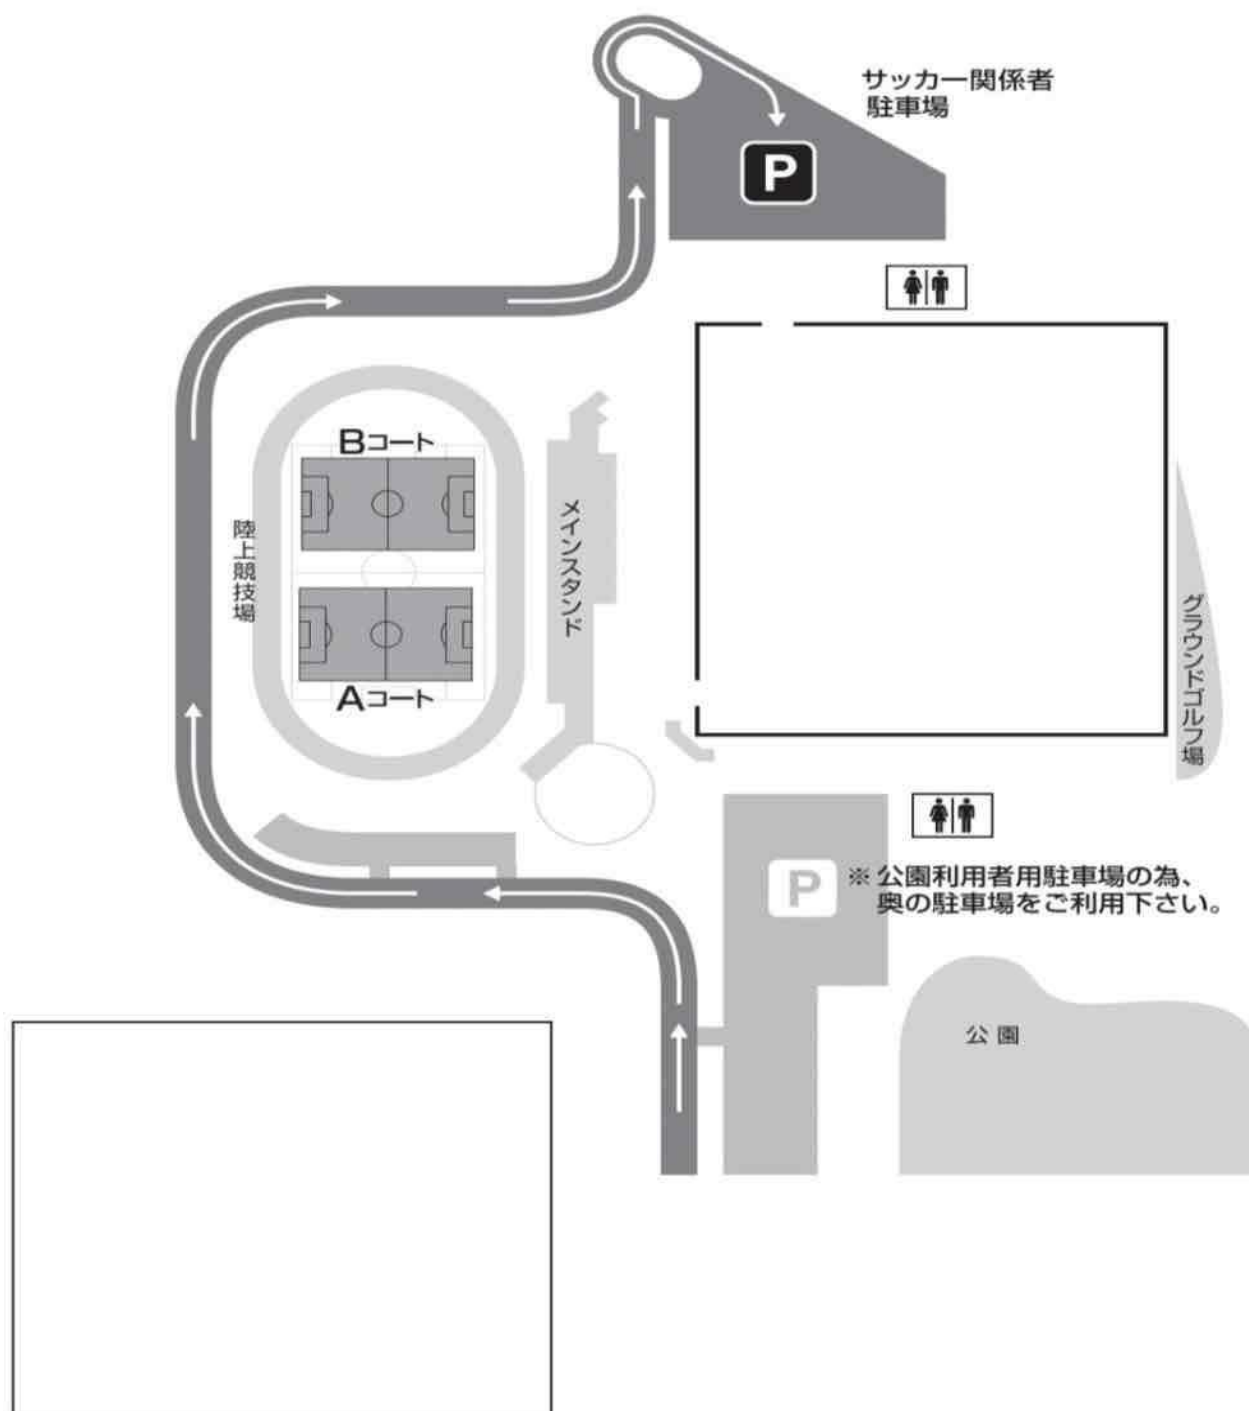 サッカー関係者
駐車場
P
Bコート
陸上競技場
メインスタンド
Aコート
グラウンドゴルフ場
P
※公園利用者用駐車場の為、
奥の駐車場をご利用下さい。
公園